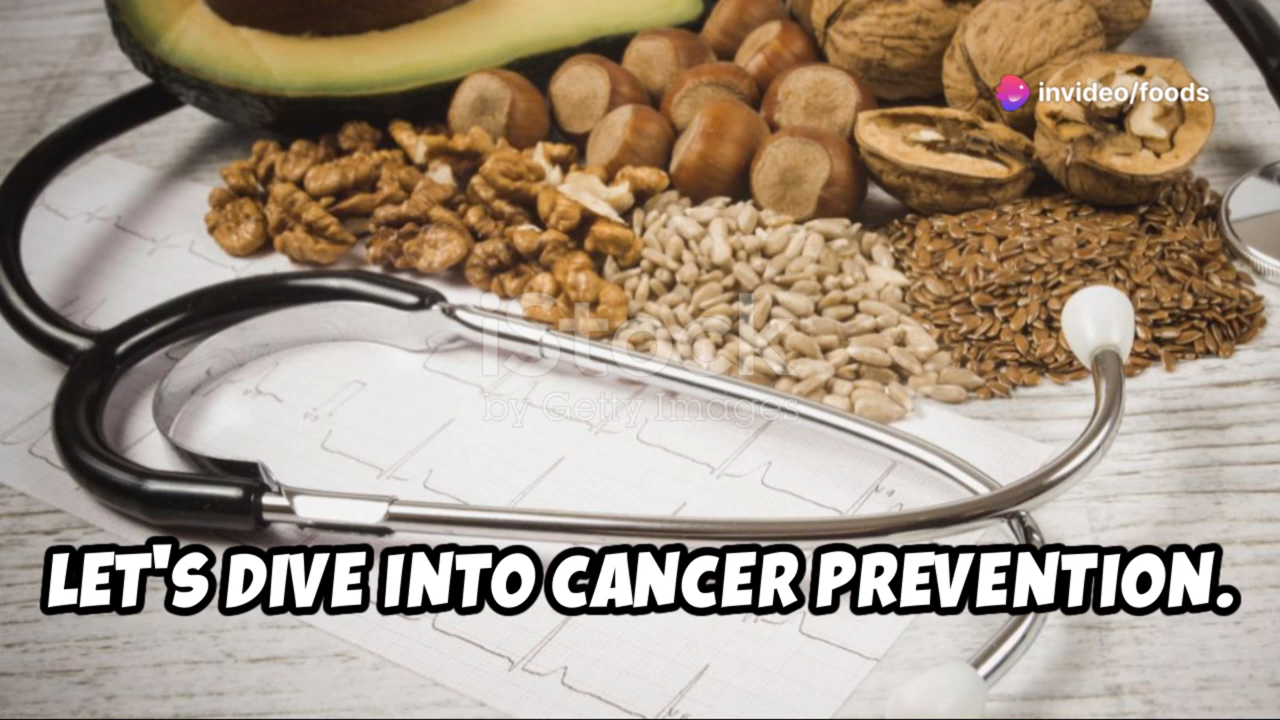 invideo/foods
iStock
by Getty Images
LET'S DIVE INTO CANCER PREVENTION.